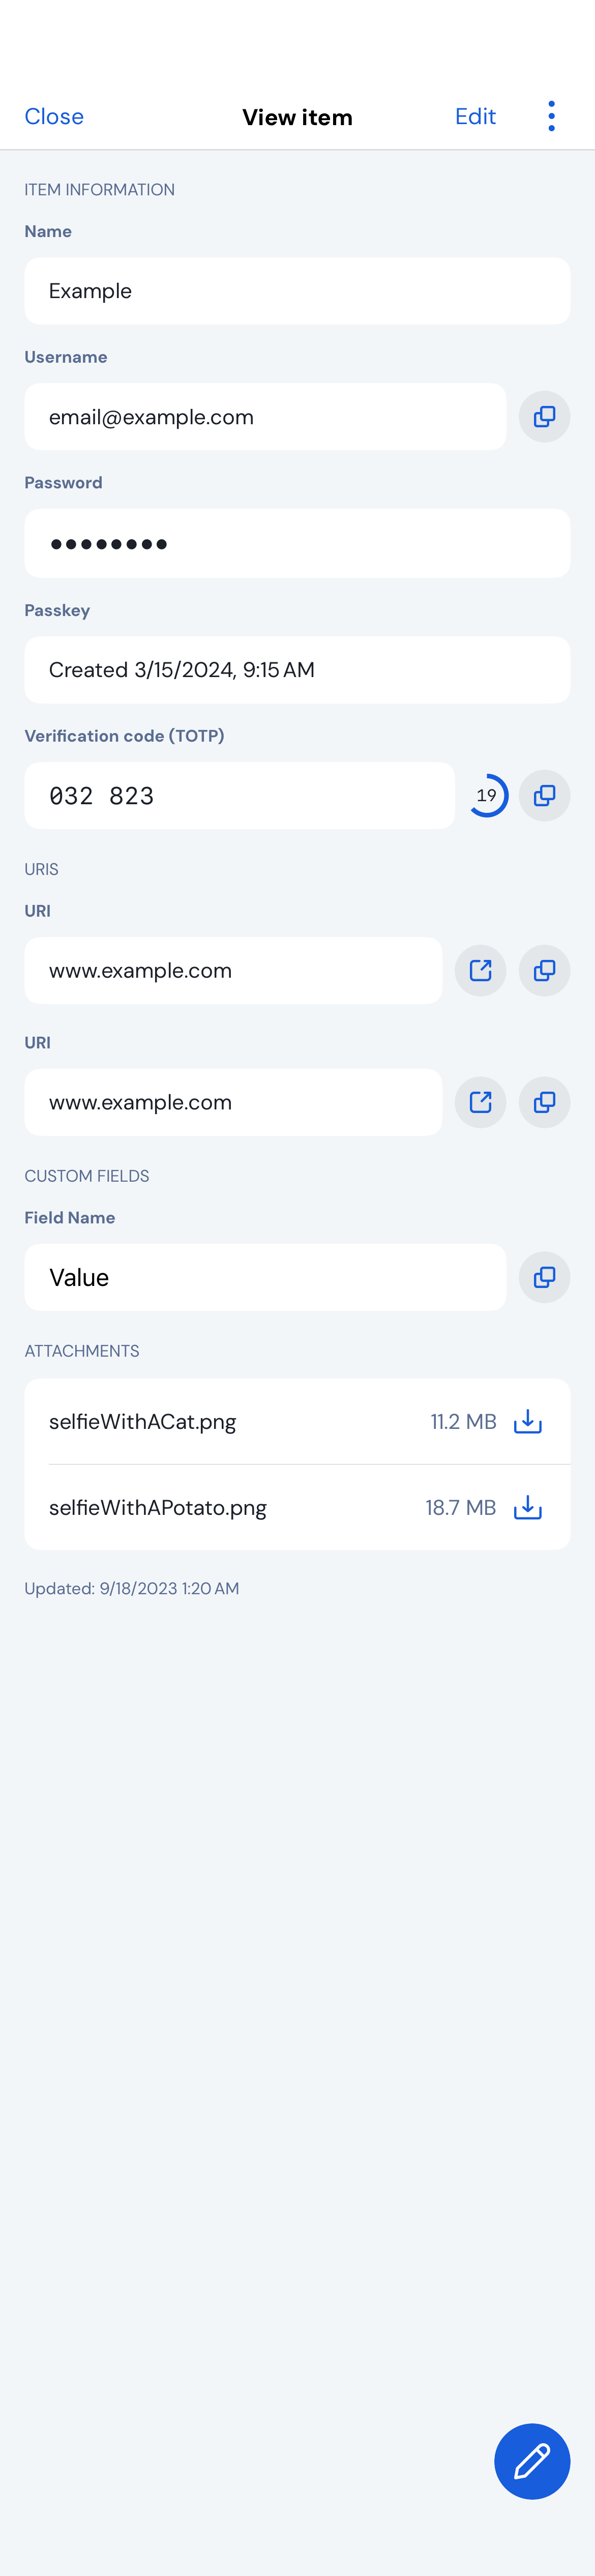 Close View item Edit
ITEM INFORMATION
Name
Example
Username
email@example.com
Password
●●●●●●●●
Passkey
Created 3/15/2024, 9:15 AM
Verification code (TOTP)
032 823 19
URIS
URI
www.example.com
URI
www.example.com
CUSTOM FIELDS
Field Name
Value
ATTACHMENTS
selfieWithACat.png 11.2 MB
selfieWithAPotato.png 18.7 MB
Updated: 9/18/2023 1:20 AM